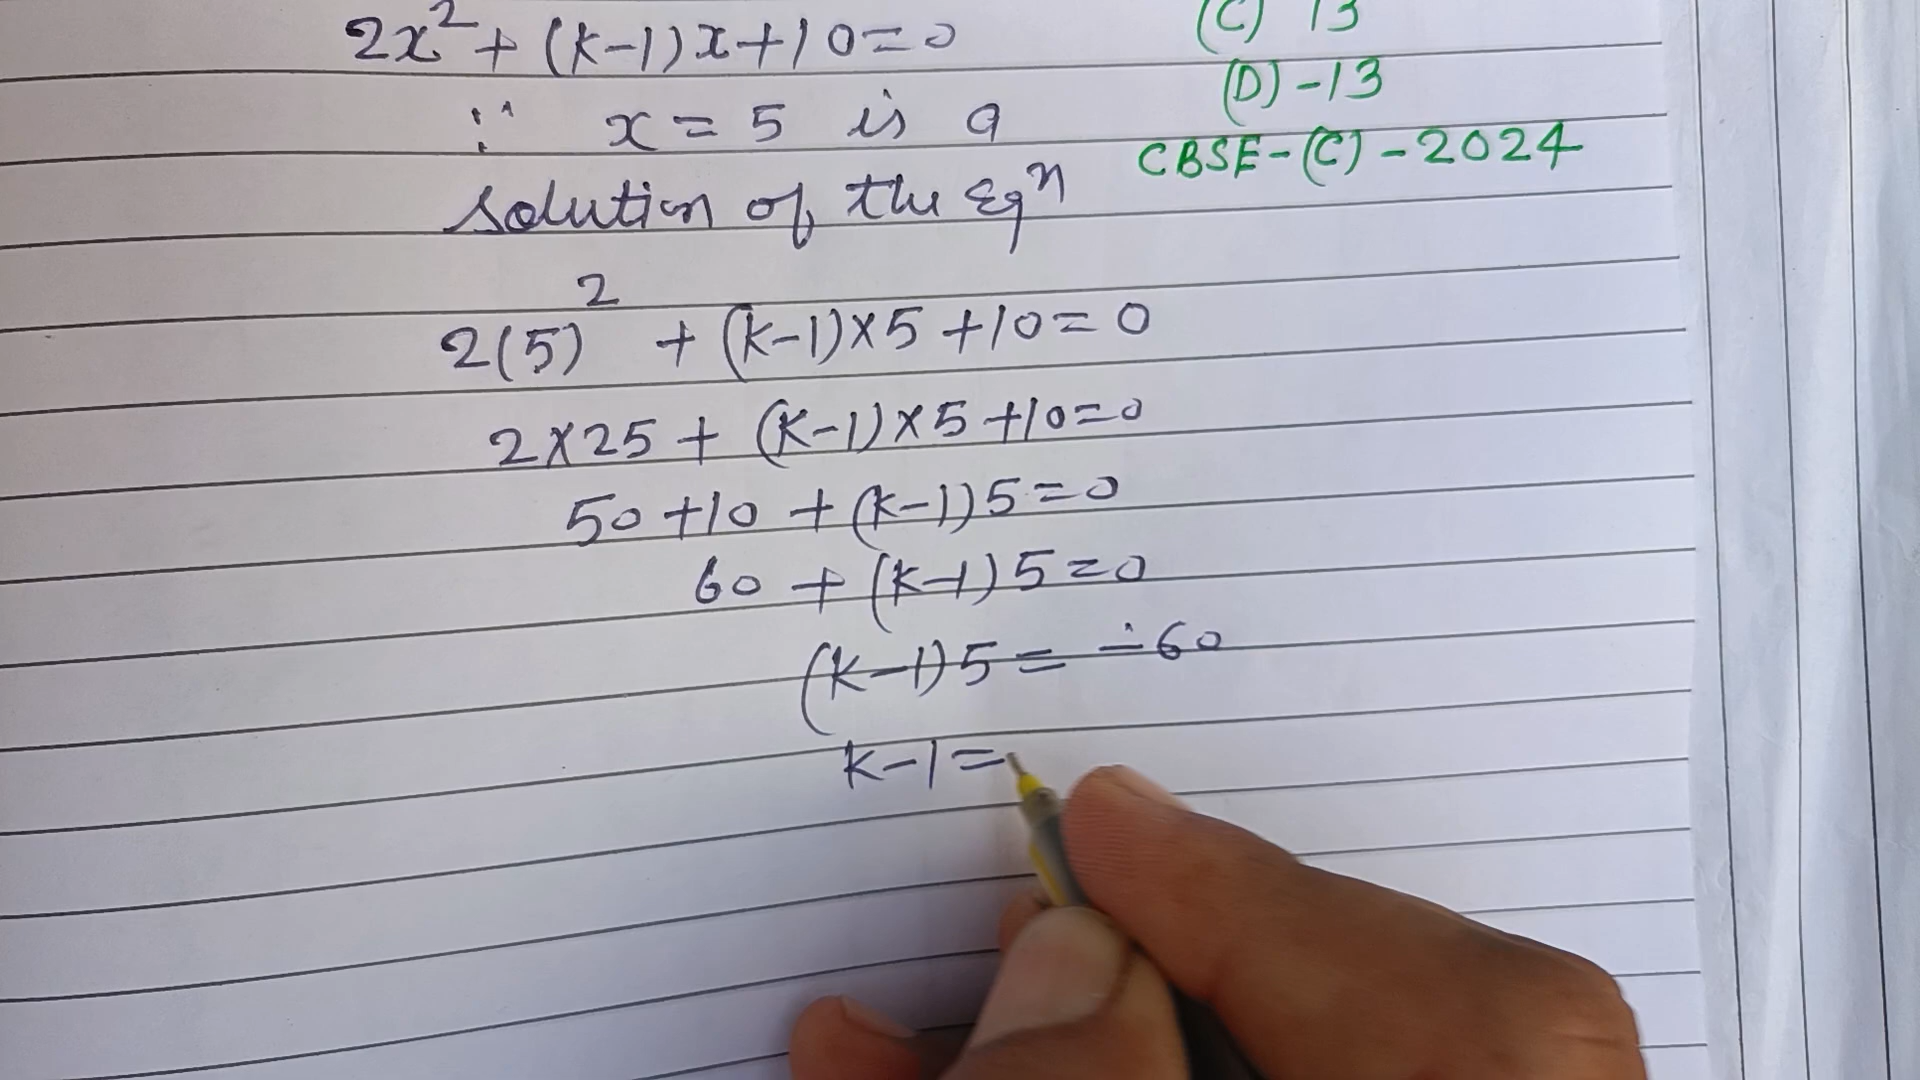 2x² + (k-1)x+10=0
(C) 13
(D) -13
∵ x = 5 is a
CBSE-(C)-2024
solution of the Eqⁿ
2(5)² + (k-1)×5+10=0
2×25 + (k-1)×5+10=0
50+10 + (k-1)5=0
60 + (k-1)5=0
(k-1)5 = -60
k-1=